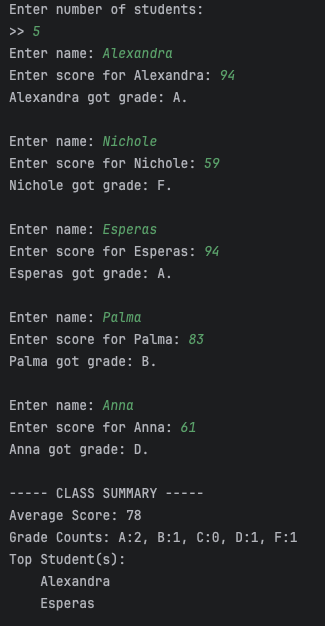 Enter number of students:
>> 5
Enter name: Alexandra
Enter score for Alexandra: 94
Alexandra got grade: A.
Enter name: Nichole
Enter score for Nichole: 59
Nichole got grade: F.
Enter name: Esperas
Enter score for Esperas: 94
Esperas got grade: A.
Enter name: Palma
Enter score for Palma: 83
Palma got grade: B.
Enter name: Anna
Enter score for Anna: 61
Anna got grade: D.
----- CLASS SUMMARY -----
Average Score: 78
Grade Counts: A:2, B:1, C:0, D:1, F:1
Top Student(s):
    Alexandra
    Esperas